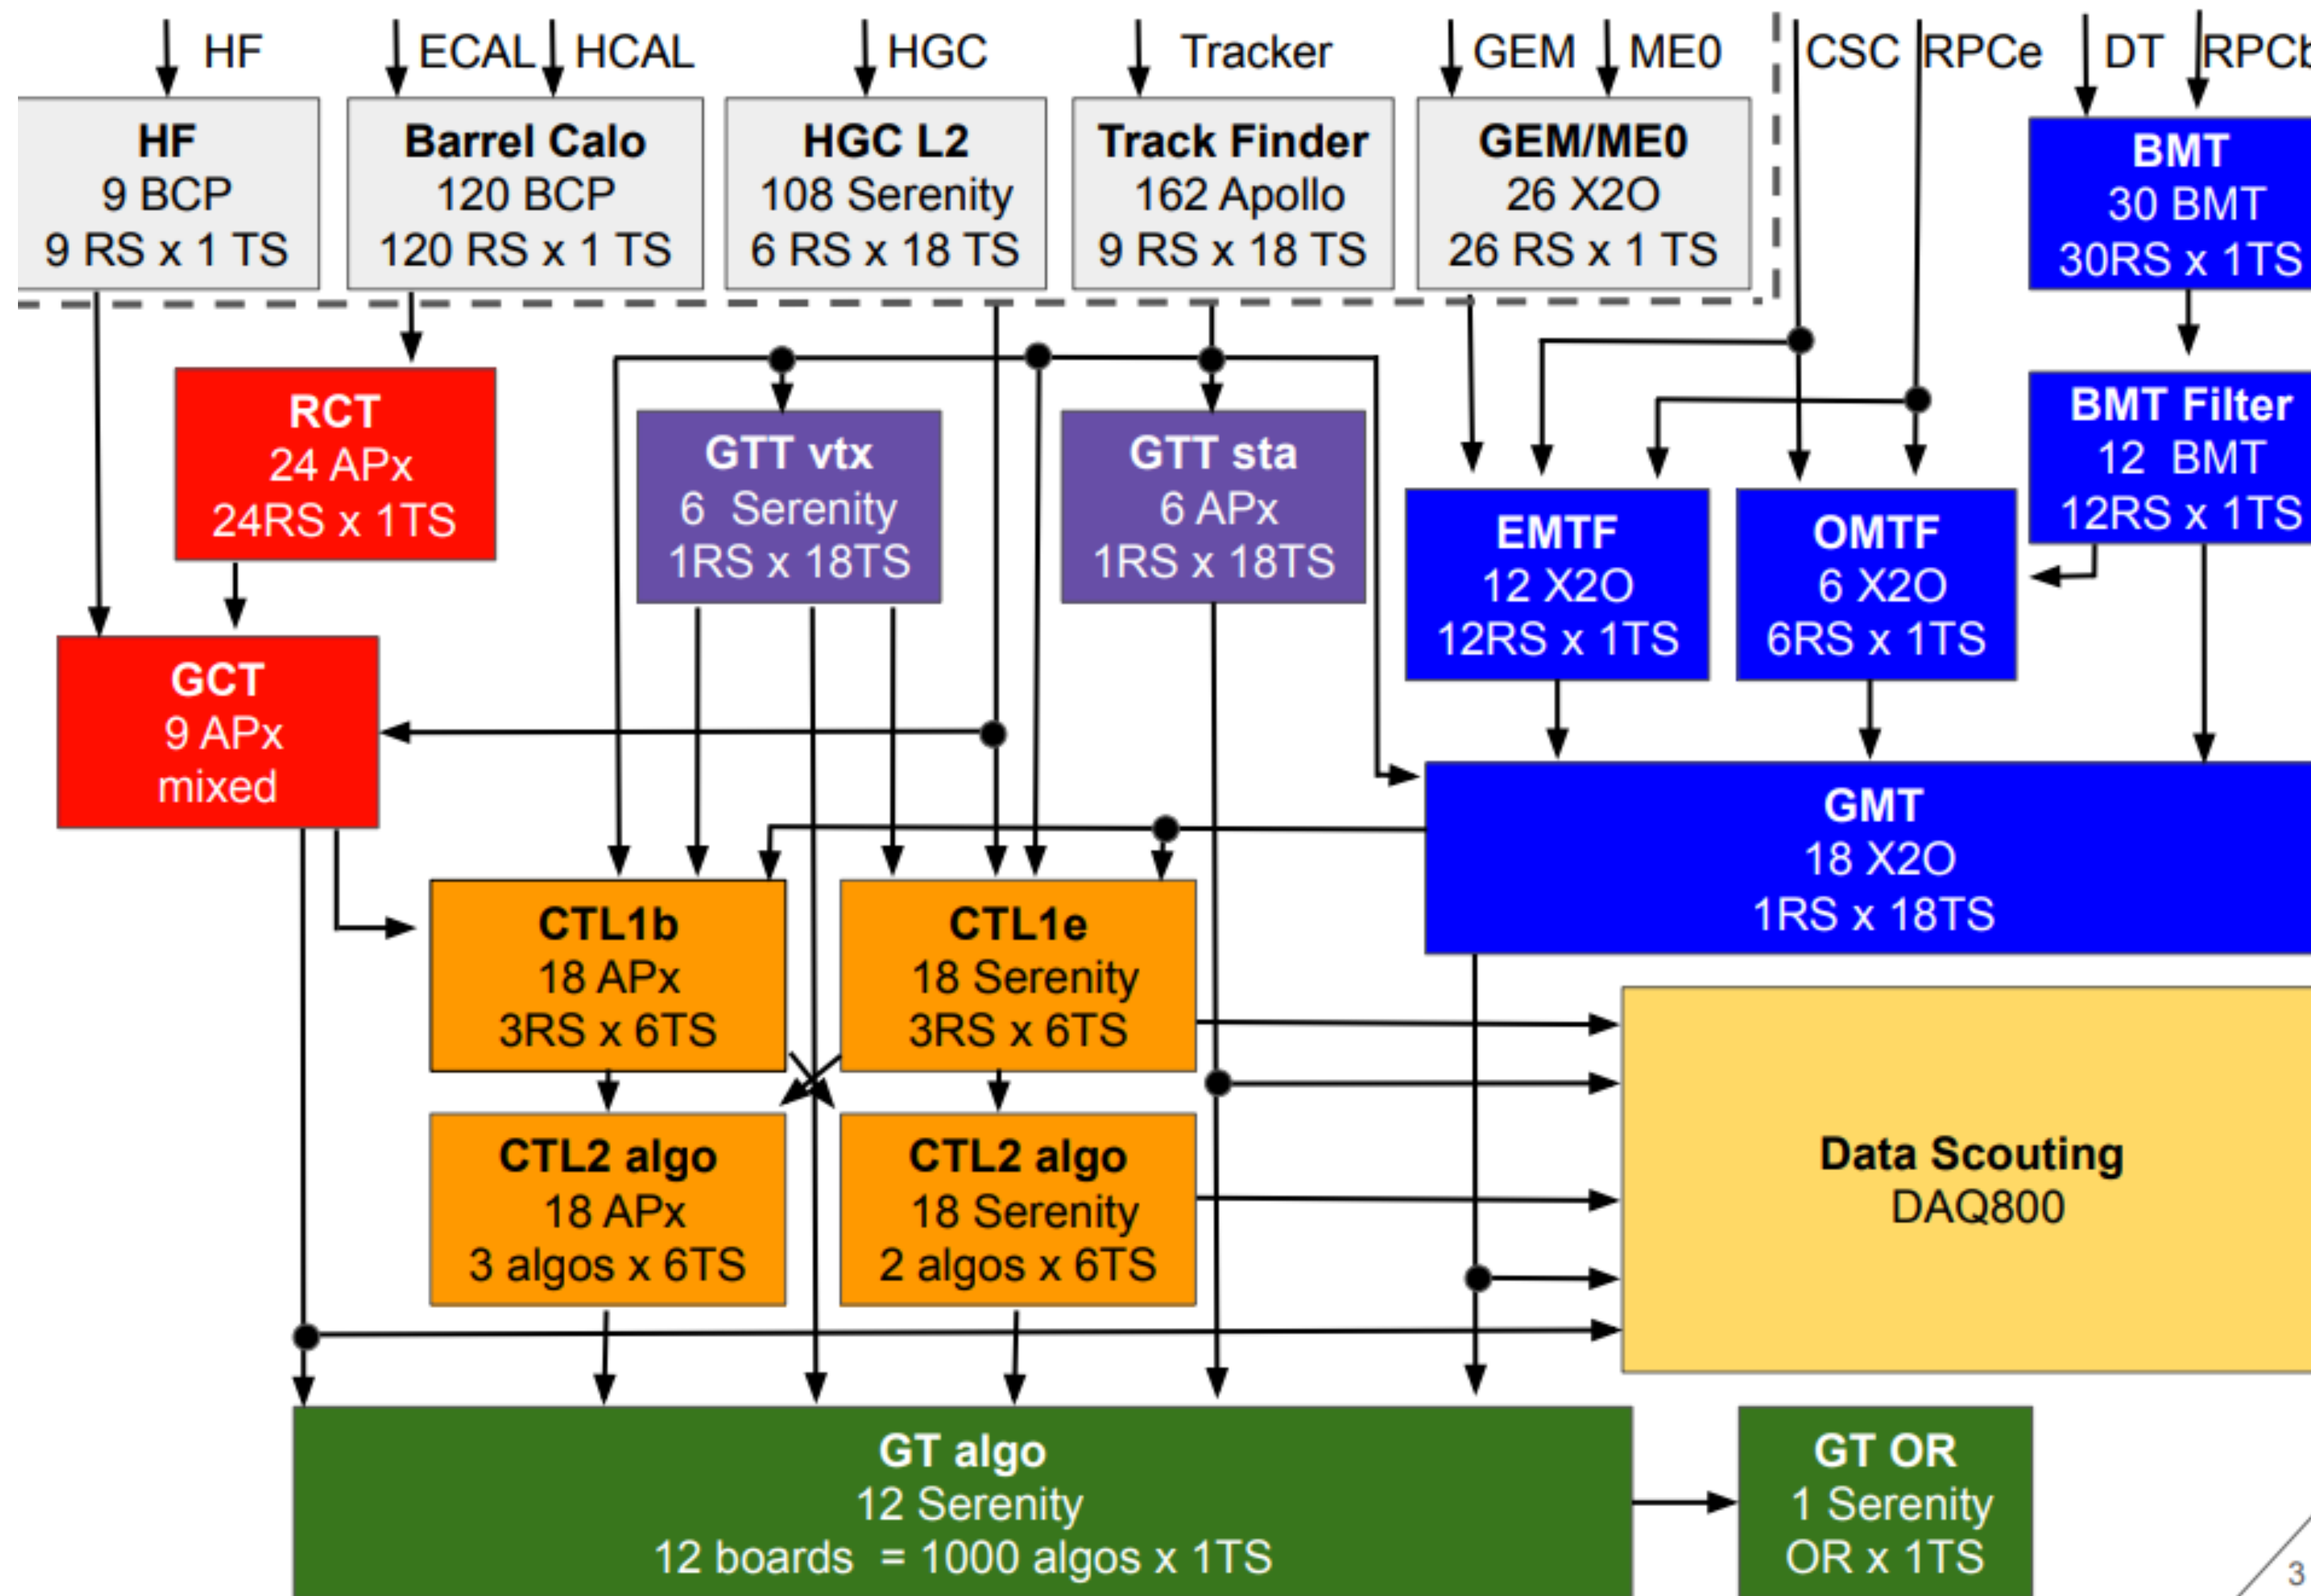 HF
ECAL
HCAL
HGC
Tracker
GEM
ME0
CSC
RPCe
DT
RPCb
HF
9 BCP
9 RS x 1 TS
Barrel Calo
120 BCP
120 RS x 1 TS
HGC L2
108 Serenity
6 RS x 18 TS
Track Finder
162 Apollo
9 RS x 18 TS
GEM/ME0
26 X2O
26 RS x 1 TS
BMT
30 BMT
30RS x 1TS
RCT
24 APx
24RS x 1TS
GTT vtx
6 Serenity
1RS x 18TS
GTT sta
6 APx
1RS x 18TS
EMTF
12 X2O
12RS x 1TS
OMTF
6 X2O
6RS x 1TS
BMT Filter
12 BMT
12RS x 1TS
GCT
9 APx
mixed
GMT
18 X2O
1RS x 18TS
CTL1b
18 APx
3RS x 6TS
CTL1e
18 Serenity
3RS x 6TS
CTL2 algo
18 APx
3 algos x 6TS
CTL2 algo
18 Serenity
2 algos x 6TS
Data Scouting
DAQ800
GT algo
12 Serenity
12 boards = 1000 algos x 1TS
GT OR
1 Serenity
OR x 1TS
3